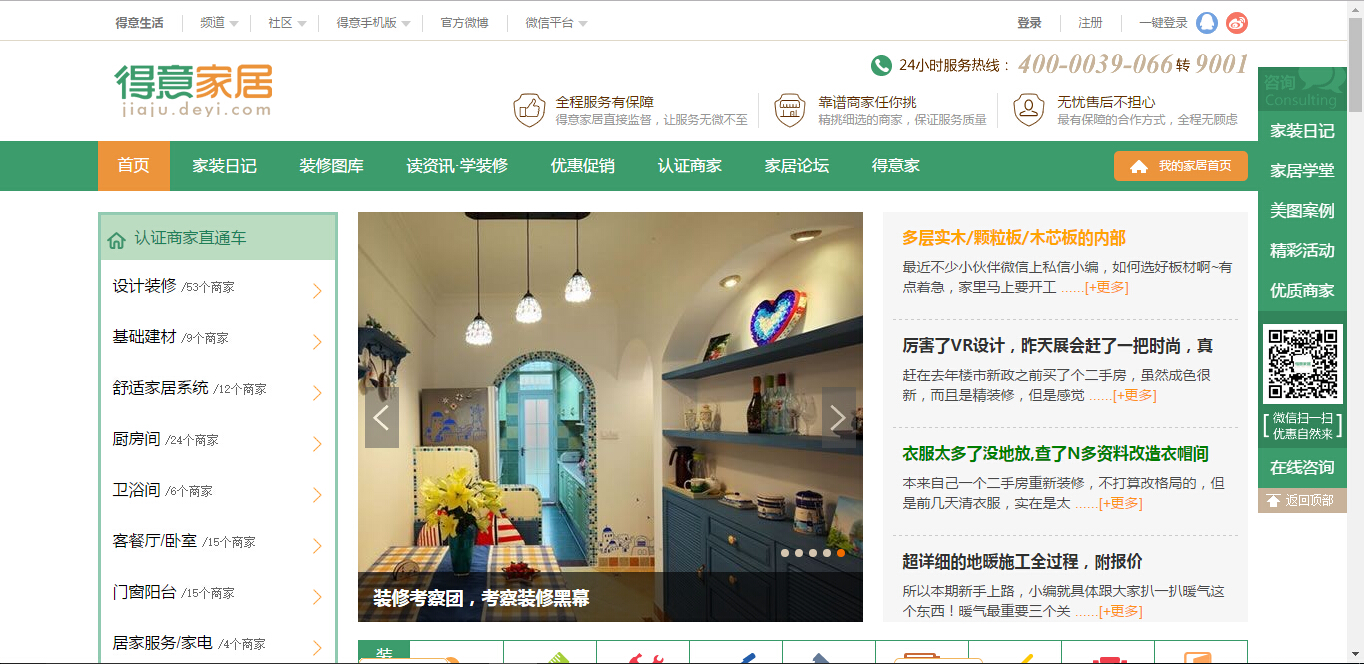 得意生活
频道
社区
得意手机版
官方微博
微信平台
登录
注册
一键登录
得意家居
jiaju.deyi.com
24小时服务热线： 400-0039-066 转 9001
全程服务有保障
得意家居直接监督，让服务无微不至
靠谱商家任你挑
精挑细选的商家，保证服务质量
无忧售后不担心
最有保障的合作方式，全程无顾虑
首页
家装日记
装修图库
读资讯·学装修
优惠促销
认证商家
家居论坛
得意家
我的家居首页
认证商家直通车
设计装修 /53个商家
基础建材 /9个商家
舒适家居系统 /12个商家
厨房间 /24个商家
卫浴间 /6个商家
客餐厅/卧室 /15个商家
门窗阳台 /15个商家
居家服务/家电 /4个商家
装修考察团，考察装修黑幕
多层实木/颗粒板/木芯板的内部
最近不少小伙伴微信上私信小编，如何选好板材啊~有
点着急，家里马上要开工 ......[+更多]
厉害了VR设计，昨天展会赶了一把时尚，真
赶在去年楼市新政之前买了个二手房，虽然成色很
新，而且是精装修，但是感觉 ......[+更多]
衣服太多了没地放,查了N多资料改造衣帽间
本来自己一个二手房重新装修，不打算改格局的，但
是前几天清衣服，实在是太 ......[+更多]
超详细的地暖施工全过程，附报价
所以本期新手上路，小编就具体跟大家扒一扒暖气这
个东西！暖气最重要三个关 ......[+更多]
咨询
Consulting
家装日记
家居学堂
美图案例
精彩活动
优质商家
微信扫一扫
优惠自然来
在线咨询
返回顶部
装